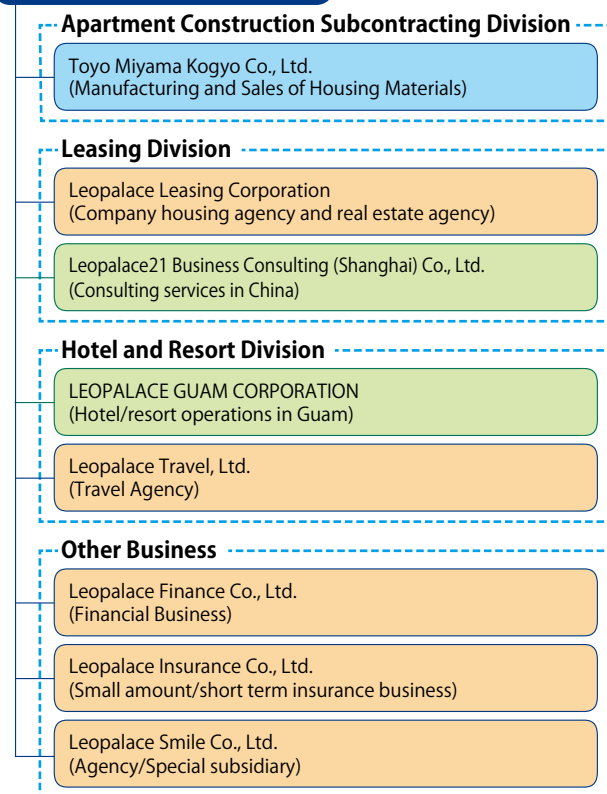 Apartment Construction Subcontracting Division
Toyo Miyama Kogyo Co., Ltd.
(Manufacturing and Sales of Housing Materials)
Leasing Division
Leopalace Leasing Corporation
(Company housing agency and real estate agency)
Leopalace21 Business Consulting (Shanghai) Co., Ltd.
(Consulting services in China)
Hotel and Resort Division
LEOPALACE GUAM CORPORATION
(Hotel/resort operations in Guam)
Leopalace Travel, Ltd.
(Travel Agency)
Other Business
Leopalace Finance Co., Ltd.
(Financial Business)
Leopalace Insurance Co., Ltd.
(Small amount/short term insurance business)
Leopalace Smile Co., Ltd.
(Agency/Special subsidiary)